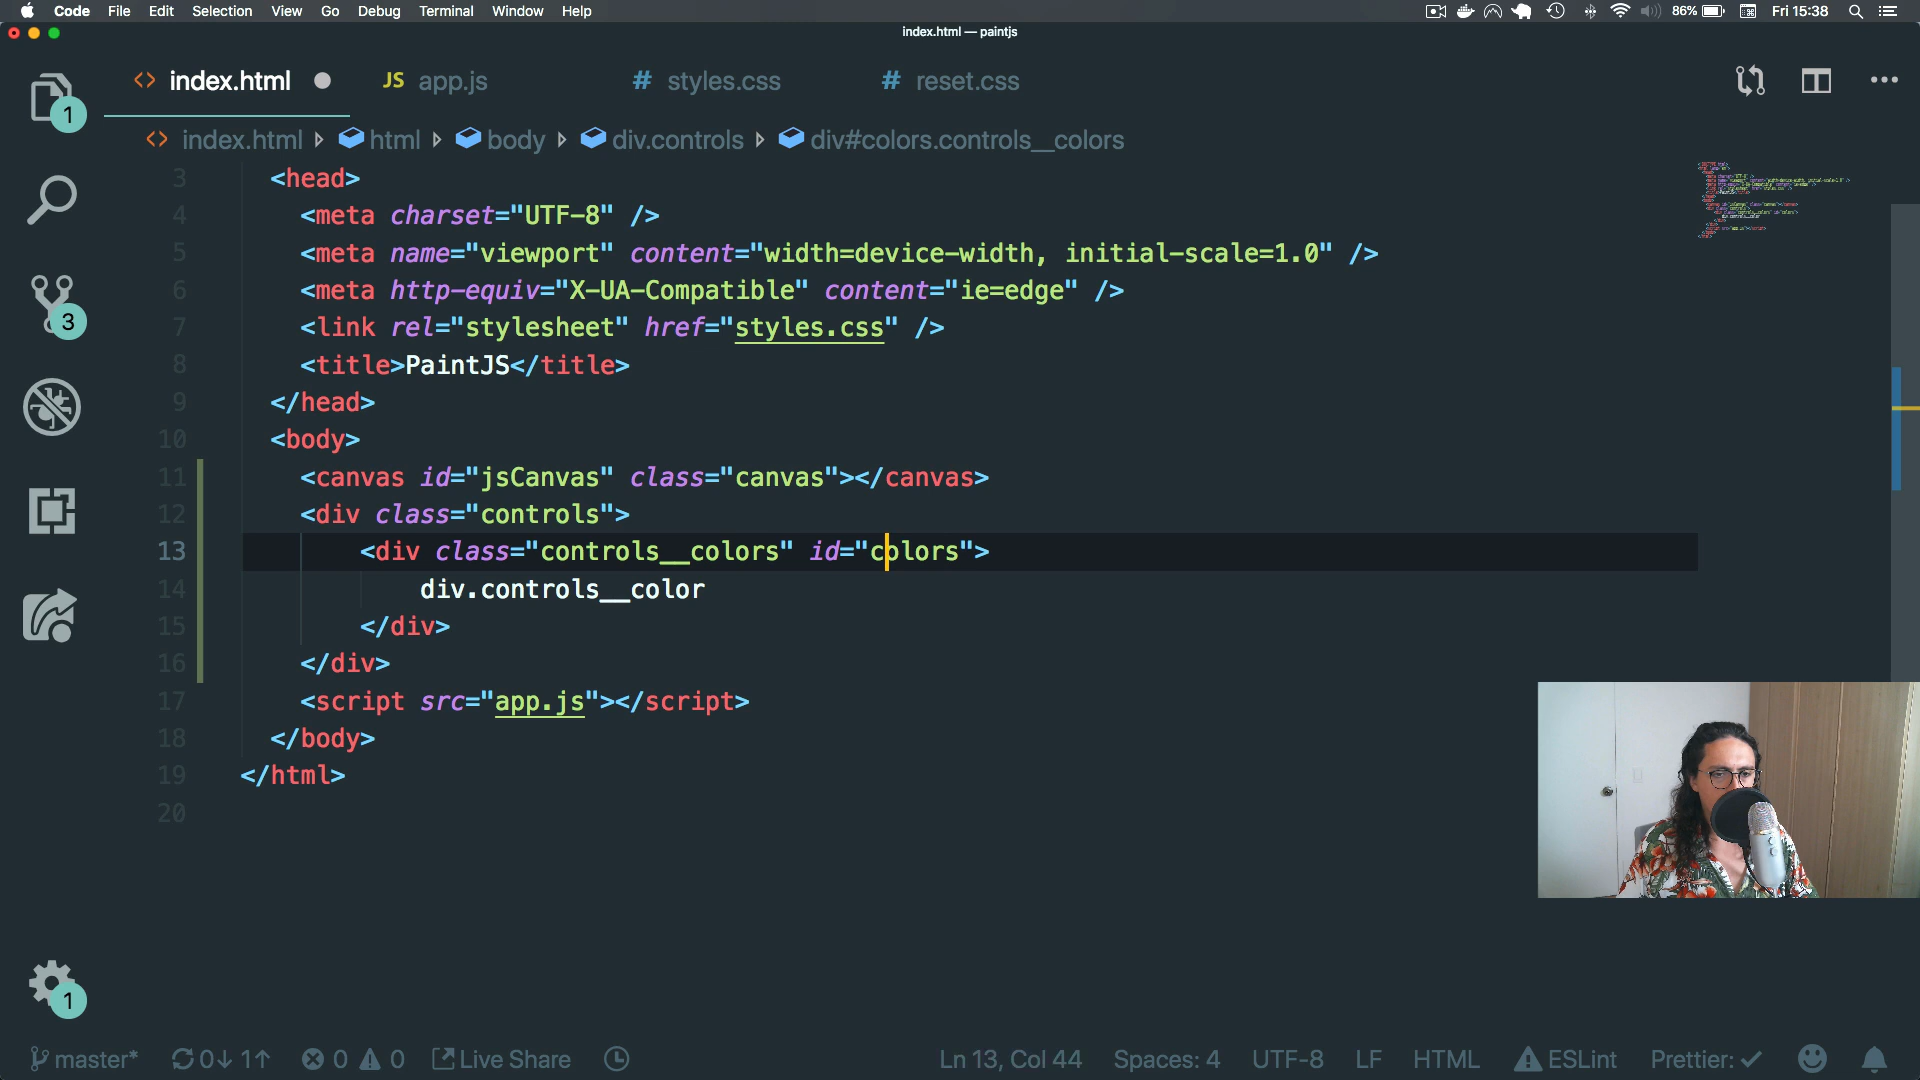 Code File Edit Selection View Go Debug Terminal Window Help 86% Fri 15:38
index.html — paintjs
1 index.html JS app.js # styles.css # reset.css
index.html html body div.controls div#colors.controls__colors
3 <head>
4 <meta charset="UTF-8" />
5 <meta name="viewport" content="width=device-width, initial-scale=1.0" />
6 <meta http-equiv="X-UA-Compatible" content="ie=edge" />
7 <link rel="stylesheet" href="styles.css" />
8 <title>PaintJS</title>
9 </head>
10 <body>
11 <canvas id="jsCanvas" class="canvas"></canvas>
12 <div class="controls">
13 <div class="controls__colors" id="colors">
14 div.controls__color
15 </div>
16 </div>
17 <script src="app.js"></script>
18 </body>
19 </html>
20
3
1
master* 0↓ 1↑ 0 0 Live Share Ln 13, Col 44 Spaces: 4 UTF-8 LF HTML ESLint Prettier: ✓